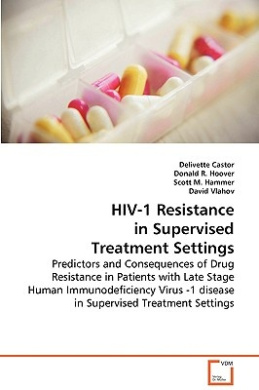 Delivette Castor
Donald R. Hoover
Scott M. Hammer
David Vlahov
HIV-1 Resistance
in Supervised
Treatment Settings
Predictors and Consequences of Drug
Resistance in Patients with Late Stage
Human Immunodeficiency Virus -1 disease
in Supervised Treatment Settings
VDM